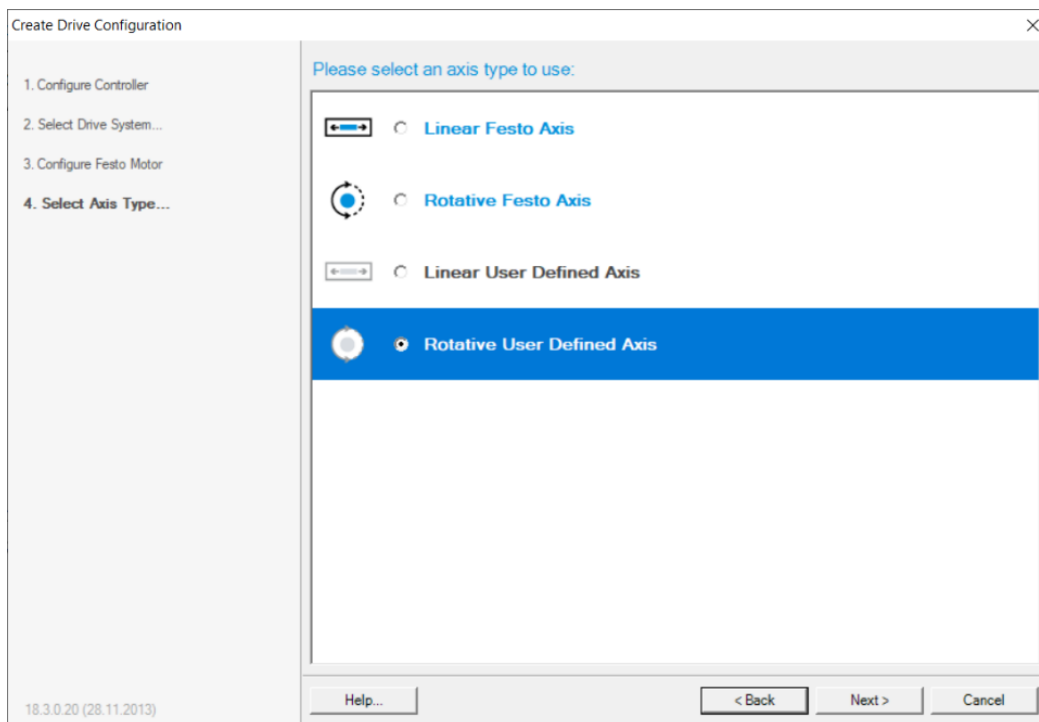 Create Drive Configuration
1. Configure Controller
2. Select Drive System...
3. Configure Festo Motor
4. Select Axis Type...
18.3.0.20 (28.11.2013)
Please select an axis type to use:
Linear Festo Axis
Rotative Festo Axis
Linear User Defined Axis
Rotative User Defined Axis
Help...
< Back
Next >
Cancel